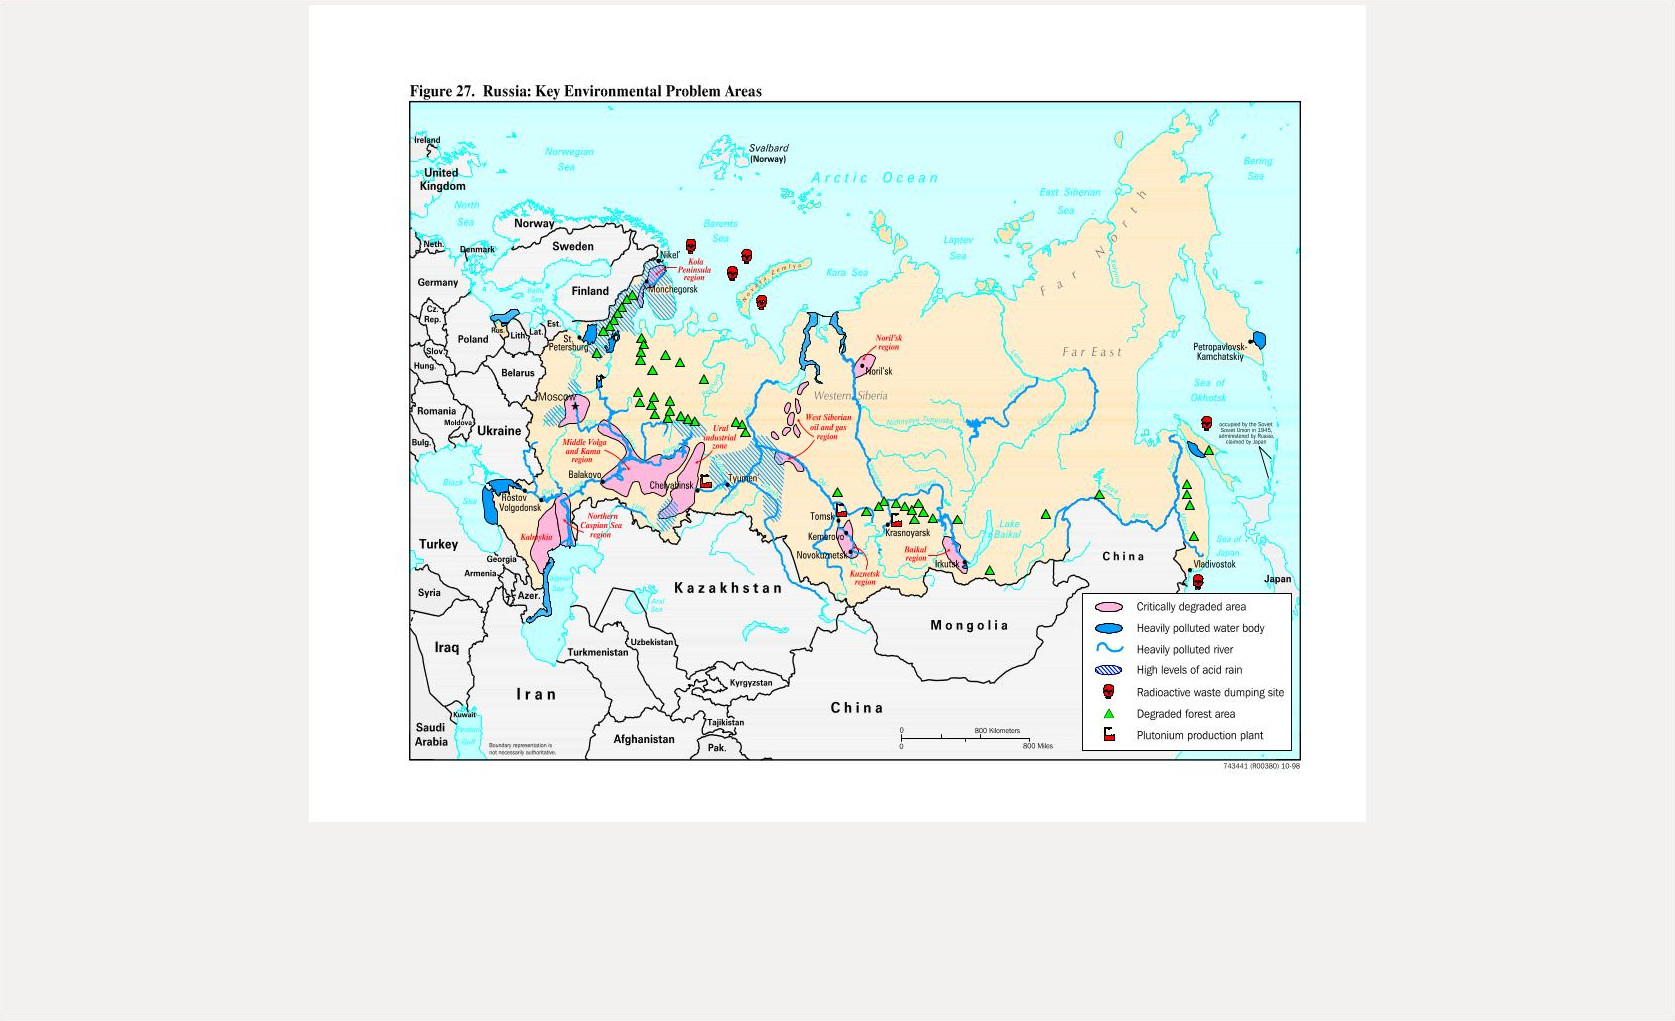 Figure 27. Russia: Key Environmental Problem Areas
Ireland
United
Kingdom
Norwegian
Sea
Svalbard
(Norway)
Arctic Ocean
Bering
Sea
East Siberian
Sea
North
Sea
Norway
Barents
Sea
Laptev
Sea
Far North
Neth.
Denmark
Sweden
Nikel'
Kola
Peninsula
region
Kara Sea
Novaya Zemlya
Germany
Baltic
Sea
Finland
Monchegorsk
Cz.
Rep.
Poland
Rus.
Lith.
Lat.
Est.
St.
Petersburg
Noril'sk
region
Noril'sk
Far East
Petropavlovsk-
Kamchatskiy
Slov.
Hung.
Belarus
Sea of
Okhotsk
Romania
Moldova
Bulg.
Ukraine
Moscow
Western Siberia
West Siberian
oil and gas
region
Ural
industrial
zone
Middle Volga
and Kama
region
occupied by the Soviet
Soviet Union in 1945,
administered by Russia,
claimed by Japan
Balakovo
Chelyabinsk
Tyumen'
Black
Sea
Rostov
Volgodonsk
Northern
Caspian Sea
region
Kalmykia
Tomsk
Kemerovo
Novokuznetsk
Kuznetsk
region
Krasnoyarsk
Baikal
region
Irkutsk
Lake
Baikal
Amur
Sea of
Japan
Vladivostok
Japan
Turkey
Georgia
Armenia
Azer.
Syria
Iraq
Kazakhstan
Aral
Sea
Uzbekistan
Turkmenistan
Kyrgyzstan
Mongolia
China
China
Iran
Kuwait
Saudi
Arabia
Persian
Gulf
Tajikistan
Afghanistan
Pak.
Boundary representation is
not necessarily authoritative.
0 800 Kilometers
0 800 Miles
Critically degraded area
Heavily polluted water body
Heavily polluted river
High levels of acid rain
Radioactive waste dumping site
Degraded forest area
Plutonium production plant
743441 (R00380) 10-98